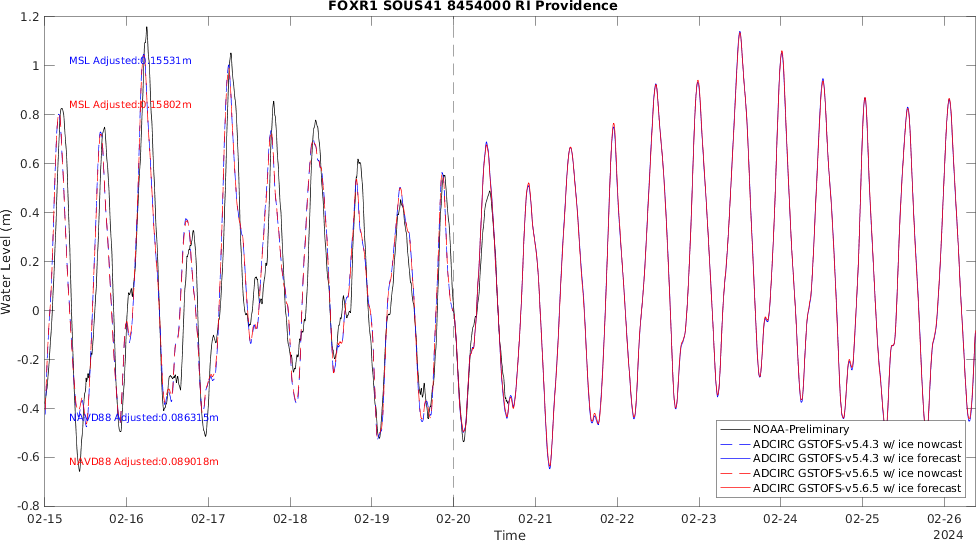 FOXR1 SOUS41 8454000 RI Providence
1.2
1
0.8
0.6
0.4
0.2
0
-0.2
-0.4
-0.6
-0.8
Water Level (m)
MSL Adjusted:0.15531m
MSL Adjusted:0.15802m
NAVD88 Adjusted:0.086315m
NAVD88 Adjusted:0.089018m
NOAA-Preliminary
ADCIRC GSTOFS-v5.4.3 w/ ice nowcast
ADCIRC GSTOFS-v5.4.3 w/ ice forecast
ADCIRC GSTOFS-v5.6.5 w/ ice nowcast
ADCIRC GSTOFS-v5.6.5 w/ ice forecast
02-15 02-16 02-17 02-18 02-19 02-20 02-21 02-22 02-23 02-24 02-25 02-26
Time
2024